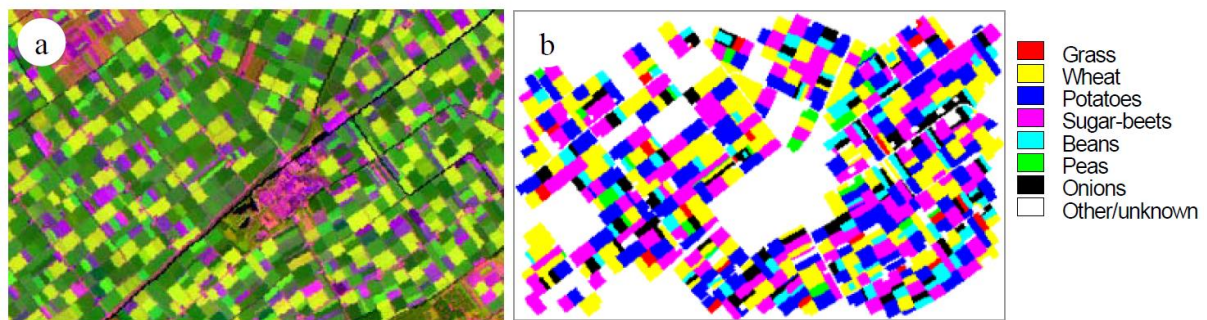 a
b
Grass
Wheat
Potatoes
Sugar-beets
Beans
Peas
Onions
Other/unknown